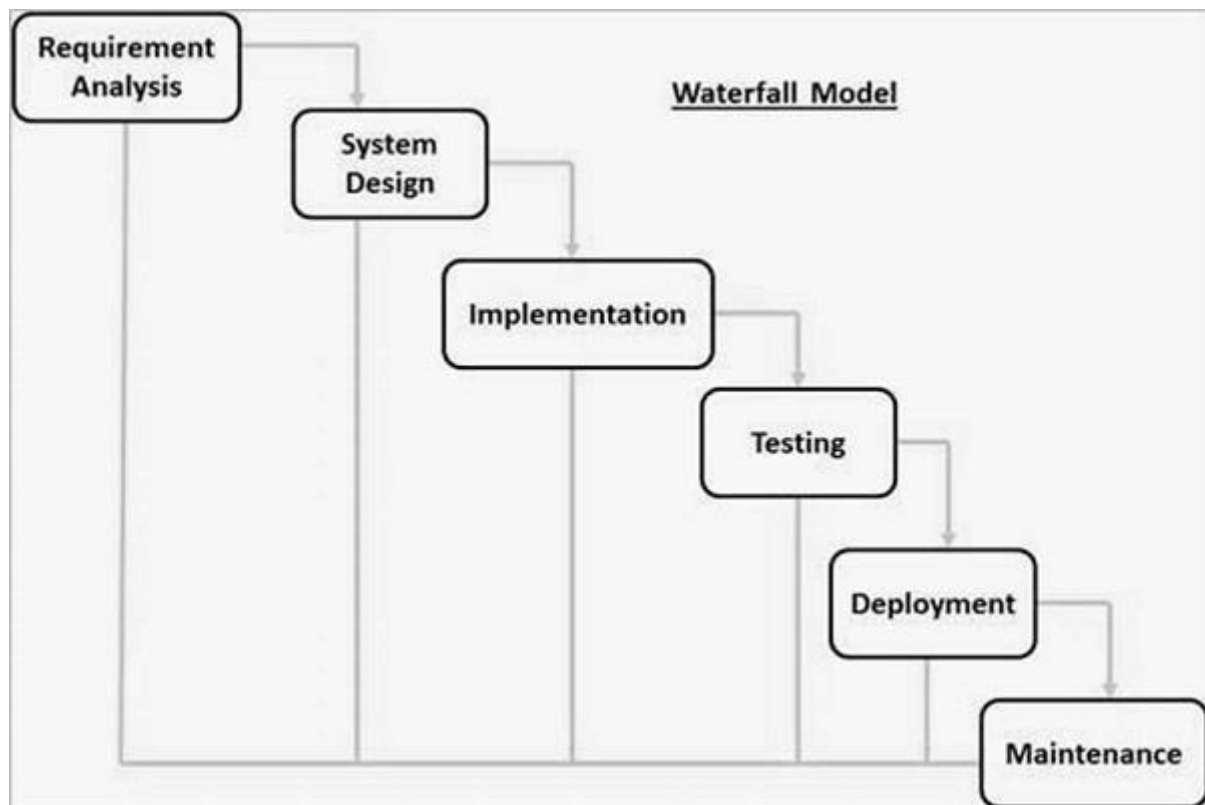 Requirement
Analysis
Waterfall Model
System
Design
Implementation
Testing
Deployment
Maintenance